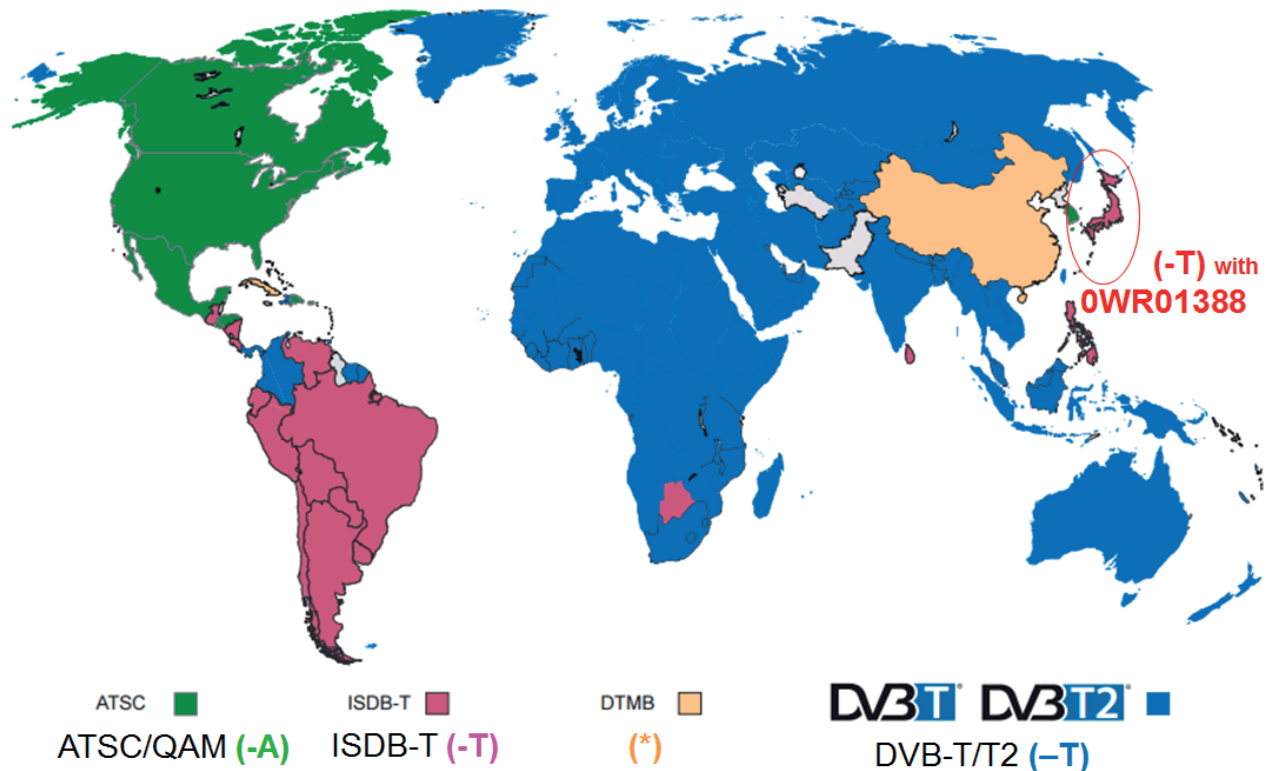 (-T) with
0WR01388
ATSC
ISDB-T
DTMB
DVB T DVB T2
ATSC/QAM (-A)
ISDB-T (-T)
(*)
DVB-T/T2 (–T)